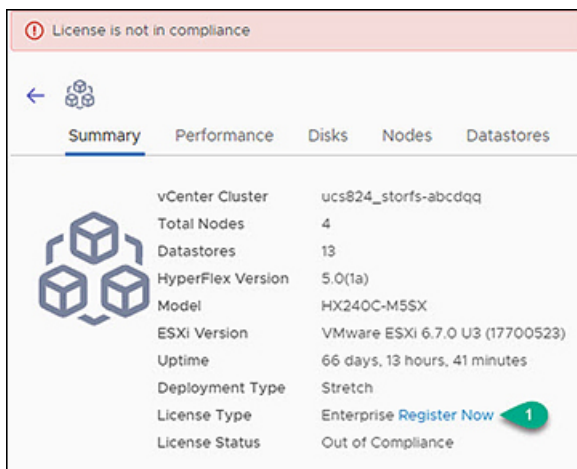 License is not in compliance
Summary Performance Disks Nodes Datastores
vCenter Cluster ucs824_storfs-abcdqq
Total Nodes 4
Datastores 13
HyperFlex Version 5.0(1a)
Model HX240C-M5SX
ESXi Version VMware ESXi 6.7.0 U3 (17700523)
Uptime 66 days, 13 hours, 41 minutes
Deployment Type Stretch
License Type Enterprise Register Now 1
License Status Out of Compliance